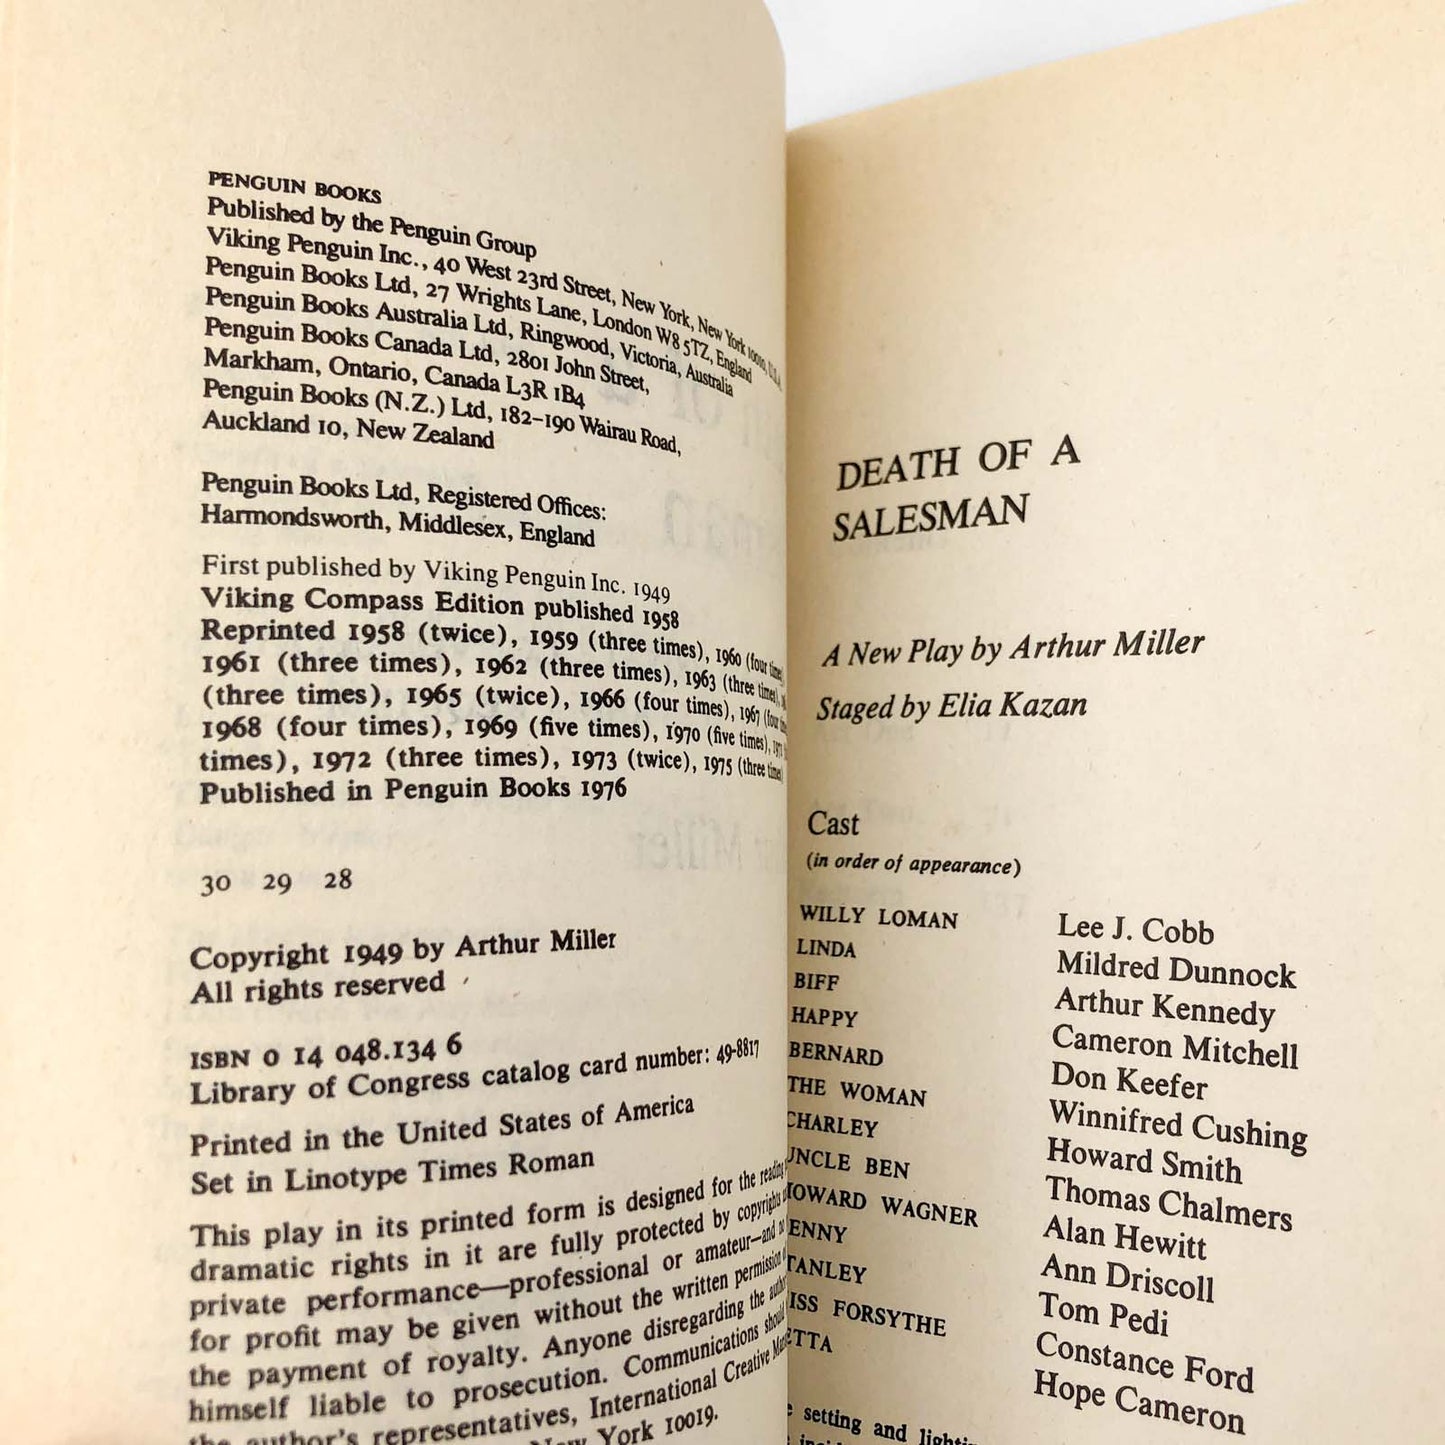 PENGUIN BOOKS
Published by the Penguin Group
Viking Penguin Inc., 40 West 23rd Street, New York, New York 10010, U.S.A.
Penguin Books Ltd, 27 Wrights Lane, London W8 5TZ, England
Penguin Books Australia Ltd, Ringwood, Victoria, Australia
Penguin Books Canada Ltd, 2801 John Street,
Markham, Ontario, Canada L3R 1B4
Penguin Books (N.Z.) Ltd, 182–190 Wairau Road,
Auckland 10, New Zealand
Penguin Books Ltd, Registered Offices:
Harmondsworth, Middlesex, England
First published by Viking Penguin Inc. 1949
Viking Compass Edition published 1958
Reprinted 1958 (twice), 1959 (three times), 1960 (four times),
1961 (three times), 1962 (three times), 1963 (three times),
(three times), 1965 (twice), 1966 (four times), 1967 (four
1968 (four times), 1969 (five times), 1970 (five times), 1971
times), 1972 (three times), 1973 (twice), 1975 (three times)
Published in Penguin Books 1976
30 29 28
Copyright 1949 by Arthur Miller
All rights reserved
ISBN 0 14 048.134 6
Library of Congress catalog card number: 49-8817
Printed in the United States of America
Set in Linotype Times Roman
This play in its printed form is designed for the reading
dramatic rights in it are fully protected by copyrights
private performance—professional or amateur—and no
for profit may be given without the written permission
the payment of royalty. Anyone disregarding the
himself liable to prosecution. Communications should
the author's representatives, International Creative
New York 10019.
DEATH OF A
SALESMAN
A New Play by Arthur Miller
Staged by Elia Kazan
Cast
(in order of appearance)
WILLY LOMAN Lee J. Cobb
LINDA Mildred Dunnock
BIFF Arthur Kennedy
HAPPY Cameron Mitchell
BERNARD Don Keefer
THE WOMAN Winnifred Cushing
CHARLEY Howard Smith
UNCLE BEN Thomas Chalmers
HOWARD WAGNER Alan Hewitt
ENNY Ann Driscoll
TANLEY Tom Pedi
ISS FORSYTHE Constance Ford
ETTA Hope Cameron
setting and